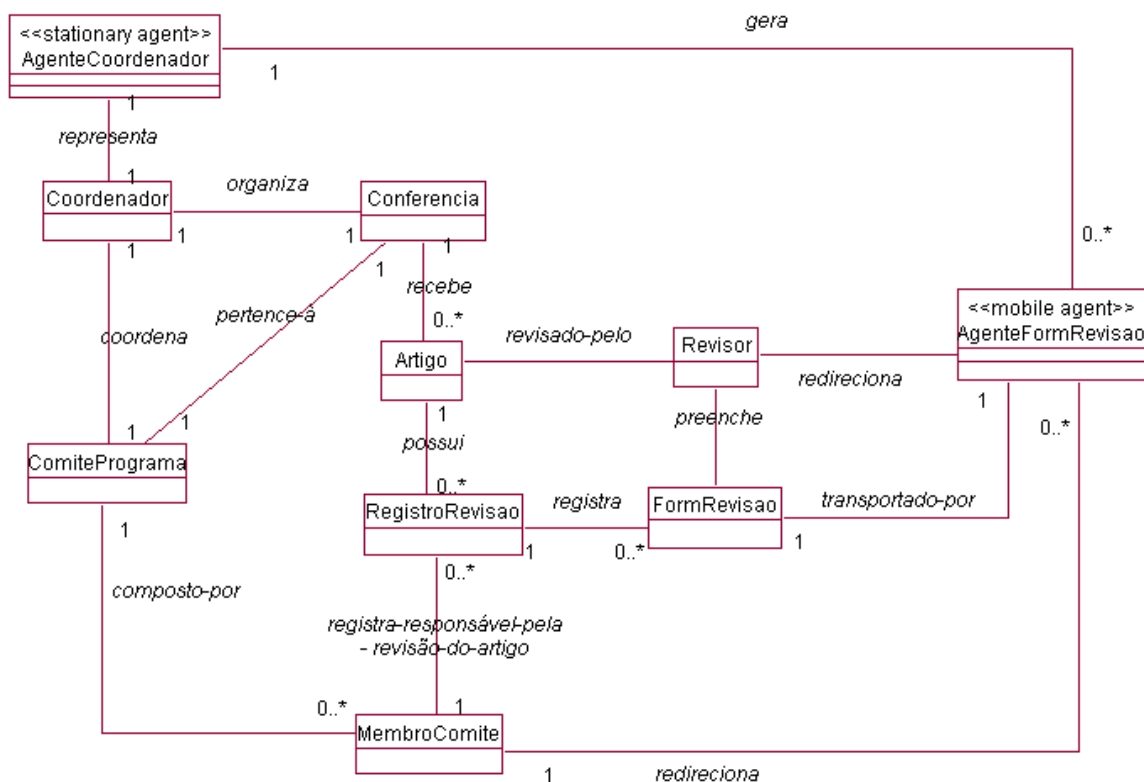 gera
<<stationary agent>>
AgenteCoordenador
1
1
representa
1
Coordenador
organiza
Conferencia
1
1
1
1
1
0..*
recebe
pertence-à
coordena
0..*
<<mobile agent>>
AgenteFormRevisao
revisado-pelo
Revisor
Artigo
redireciona
1
1
1
1
0..*
preenche
possui
ComitePrograma
0..*
RegistroRevisao
registra
FormRevisao
transportado-por
1
1
0..*
1
0..*
composto-por
registra-responsável-pela
- revisão-do-artigo
0..*
1
MembroComite
1
redireciona